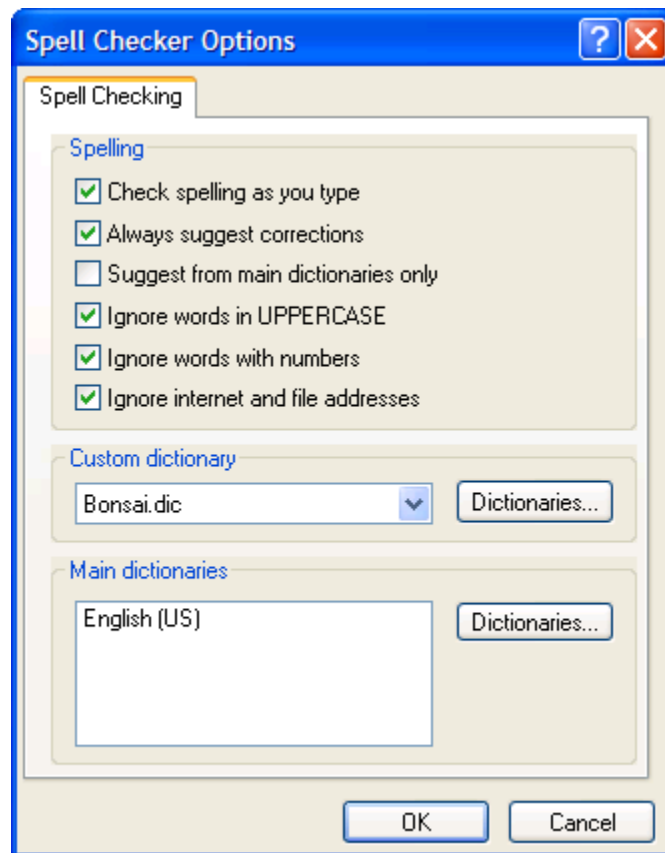 Spell Checker Options
Spell Checking
Spelling
Check spelling as you type
Always suggest corrections
Suggest from main dictionaries only
Ignore words in UPPERCASE
Ignore words with numbers
Ignore internet and file addresses
Custom dictionary
Bonsai.dic Dictionaries...
Main dictionaries
English (US) Dictionaries...
OK Cancel